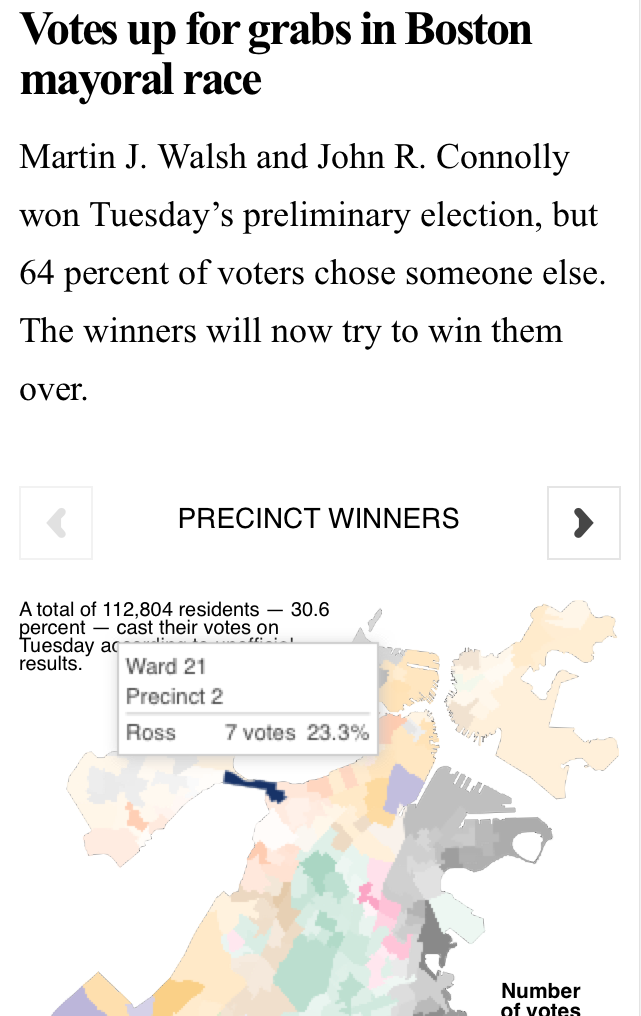 Votes up for grabs in Boston
mayoral race
Martin J. Walsh and John R. Connolly
won Tuesday’s preliminary election, but
64 percent of voters chose someone else.
The winners will now try to win them
over.
PRECINCT WINNERS
A total of 112,804 residents — 30.6
percent — cast their votes on
Tuesday according to unofficial
results.
Ward 21
Precinct 2
Ross 7 votes 23.3%
Number
of votes